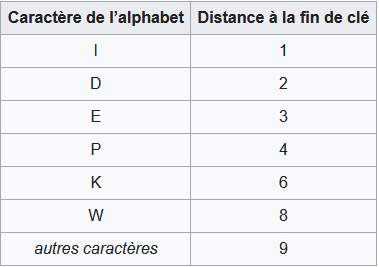 Caractère de l’alphabet Distance à la fin de clé
I 1
D 2
E 3
P 4
K 6
W 8
autres caractères 9